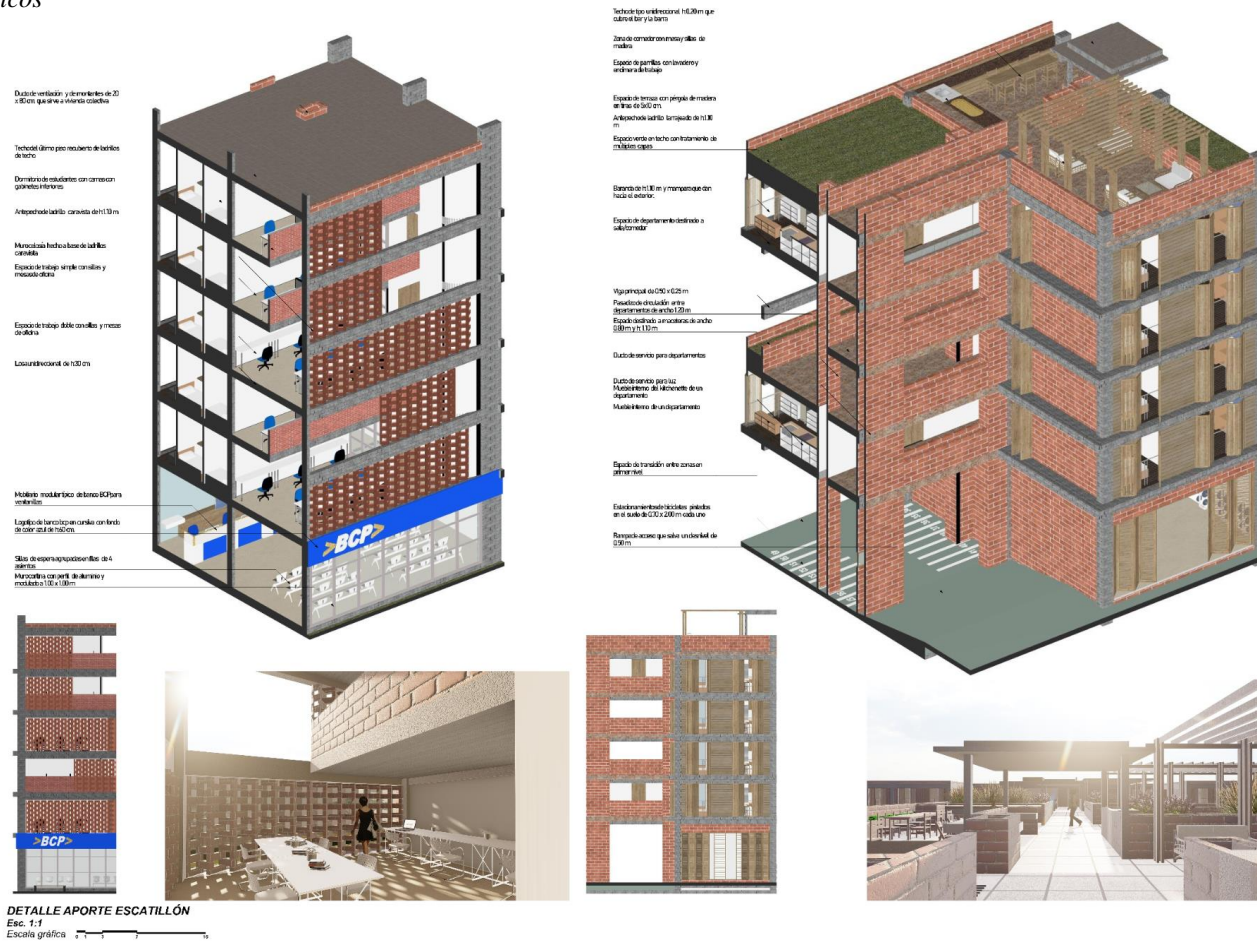 icos
Ducto de ventilación y de montantes de 20
x 80 cm. que sirve a vivienda colectiva
Techo del último piso recubierto de ladrillos
de techo
Dormitorio de estudiantes con camas con
gabinetes inferiores
Antepecho de ladrillo caravista de h:1.10 m
Muro celosía hecho a base de ladrillos
caravista
Espacio de trabajo simple con sillas y
mesas de oficina
Espacio de trabajo doble con sillas y mesas
de oficina
Losa unidireccional de h:30 cm
Mobiliario modular típico de banco BCP para
ventanillas
Logotipo de banco bcp en cursiva con fondo
de color azul de h:60 cm.
Sillas de espera agrupadas en filas de 4
asientos
Muro cortina con perfil de aluminio y
modulado a 1.00 x 1.00 m
>BCP>
Techo de tipo unidireccional h:0.20 m que
cubre el bar y la barra
Zona de comedor con mesa y sillas de
madera
Espacio de parrillas con lavadero y
encimera de trabajo
Espacio de terraza con pérgola de madera
en tiras de 5x10 cm.
Antepecho de ladrillo tarrajeado de h:1.10
m
Espacio verde en techo con tratamiento de
múltiples capas
Baranda de h:1.10 m y mampara que dan
hacia el exterior.
Espacio de departamento destinado a
sala/comedor
Viga principal de 0.50 x 0.25 m
Pasadizo de circulación entre
departamentos de ancho 1.20 m
Espacio destinado a maceteras de ancho
0.80 m y h: 1.10 m
Ducto de servicio para departamentos
Ducto de servicio para luz
Mueble interno del kitchenette de un
departamento
Mueble interno de un departamento
Espacio de transición entre zonas en
primer nivel
Estacionamientos de bicicletas pintados
en el suelo de 0.70 x 2.00 m cada uno
Rampa de acceso que salva un desnivel de
0.50 m
>BCP>
DETALLE APORTE ESCATILLÓN
Esc. 1:1
Escala gráfica